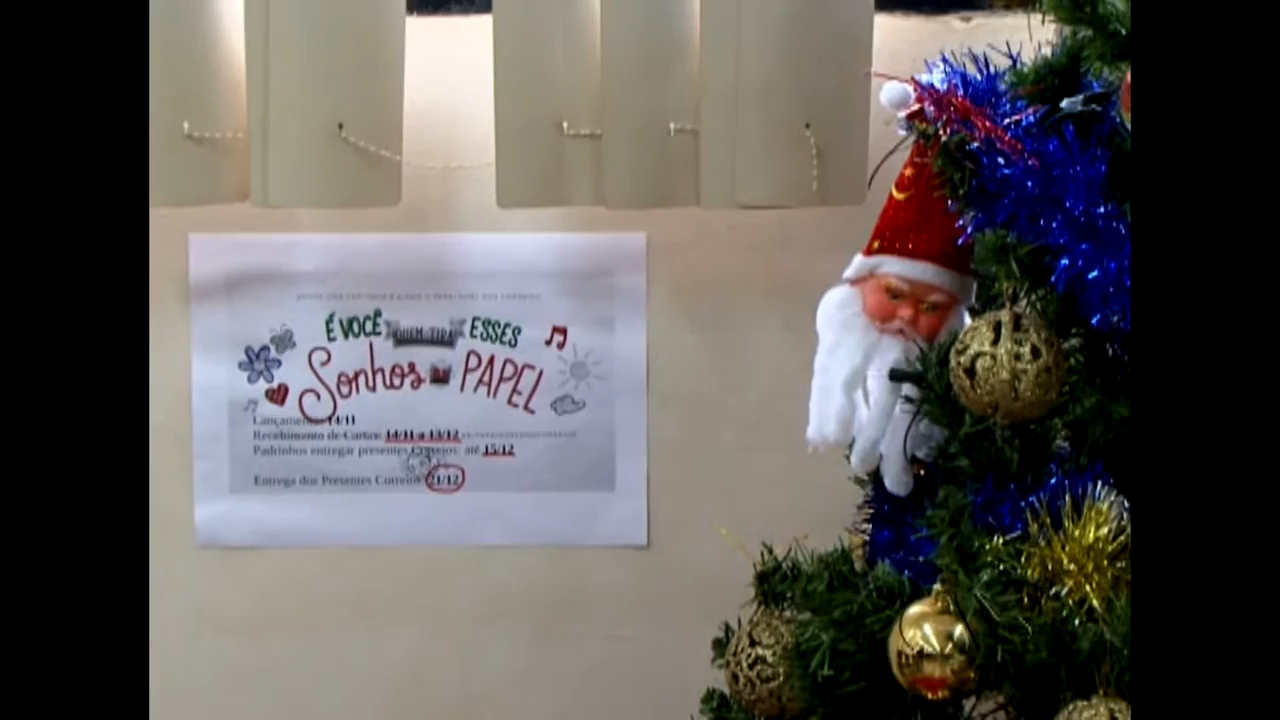 É VOCÊ QUEM TIRA ESSES
Sonhos DO PAPEL
Lançamento: 14/11
Recebimento de Cartas: 14/11 a 13/12
Padrinhos entregar presentes Correios: até 15/12
Entrega dos Presentes Correios: 21/12